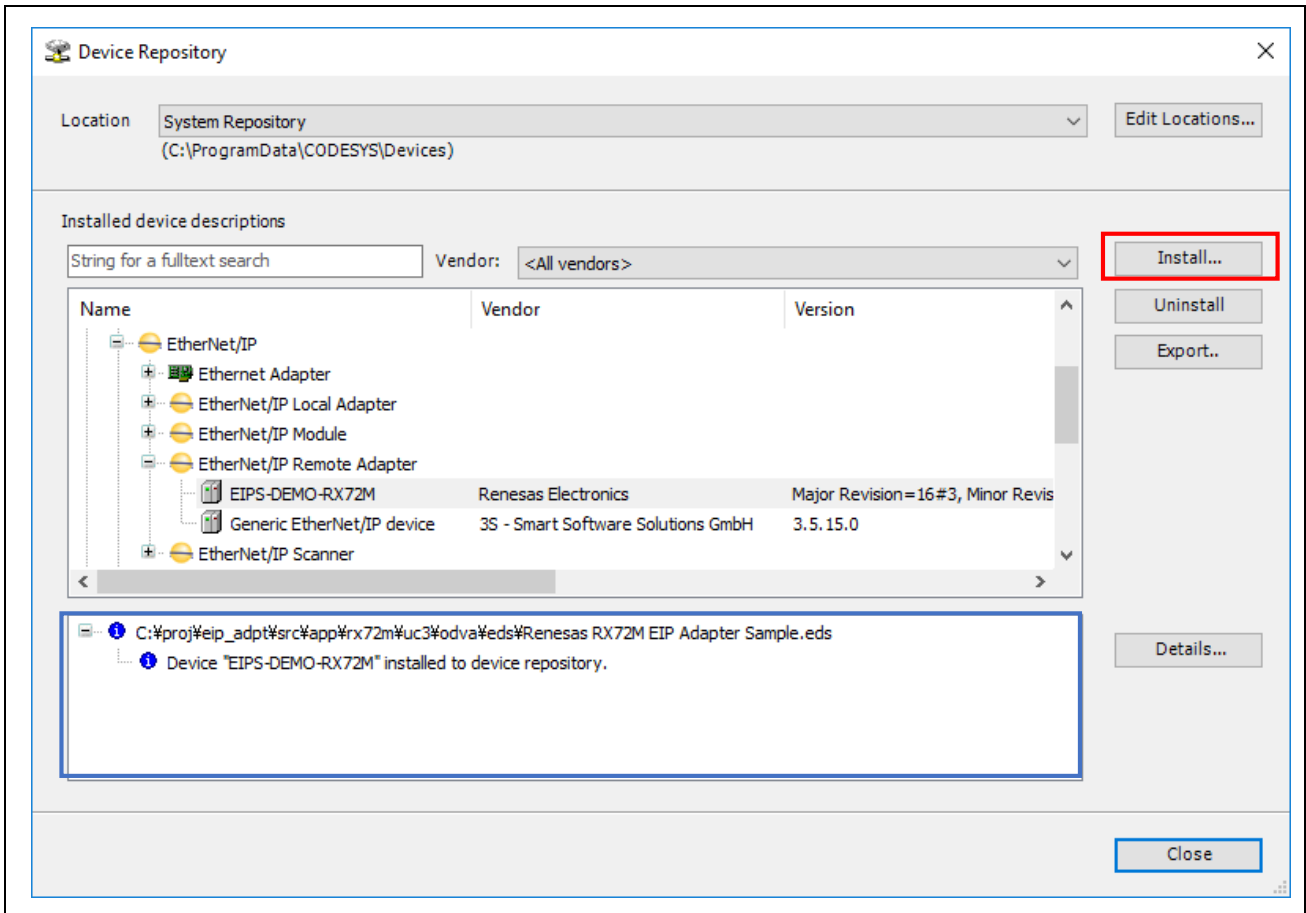 Device Repository
Location
System Repository
Edit Locations...
(C:\ProgramData\CODESYS\Devices)
Installed device descriptions
String for a fulltext search
Vendor:
<All vendors>
Install...
Name Vendor Version
Uninstall
EtherNet/IP
Export..
Ethernet Adapter
EtherNet/IP Local Adapter
EtherNet/IP Module
EtherNet/IP Remote Adapter
EIPS-DEMO-RX72M Renesas Electronics Major Revision=16#3, Minor Revis
Generic EtherNet/IP device 3S - Smart Software Solutions GmbH 3.5.15.0
EtherNet/IP Scanner
C:¥proj¥eip_adpt¥src¥app¥rx72m¥uc3¥odva¥eds¥Renesas RX72M EIP Adapter Sample.eds
Device "EIPS-DEMO-RX72M" installed to device repository.
Details...
Close